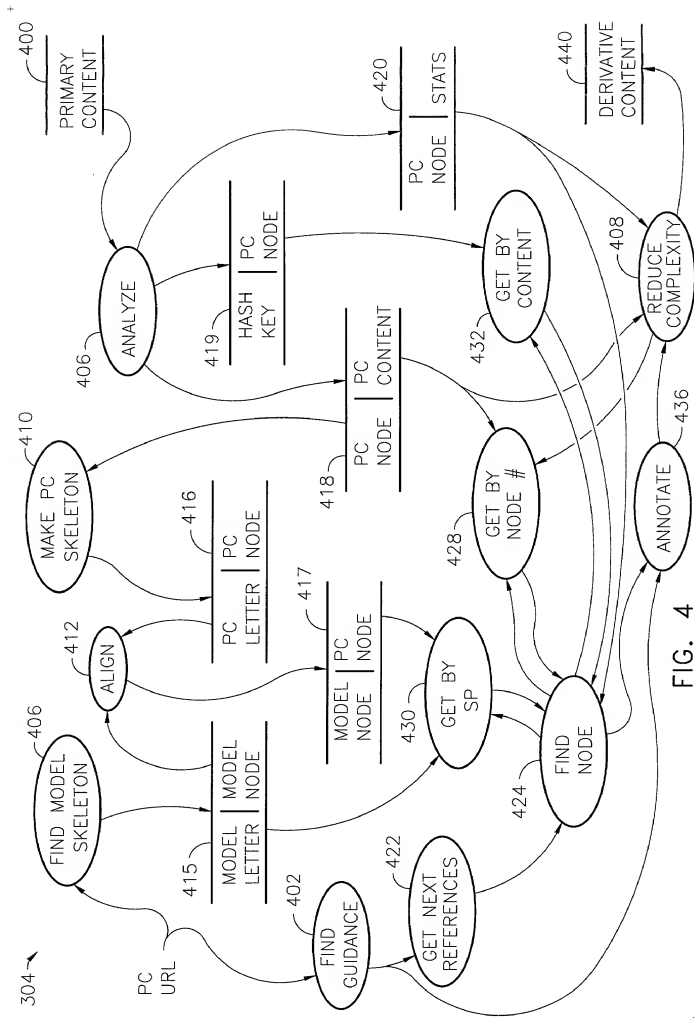 304
PC
URL
406
FIND MODEL
SKELETON
412
ALIGN
410
MAKE PC
SKELETON
406
ANALYZE
400
PRIMARY
CONTENT
415
MODEL
LETTER
MODEL
NODE
416
PC
LETTER
PC
NODE
419
HASH
KEY
PC
NODE
402
FIND
GUIDANCE
417
MODEL
NODE
PC
NODE
418
PC
NODE
PC
CONTENT
420
PC
NODE
STATS
422
GET NEXT
REFERENCES
430
GET BY
SP
428
GET BY
NODE #
432
GET BY
CONTENT
424
FIND
NODE
436
ANNOTATE
408
REDUCE
COMPLEXITY
440
DERIVATIVE
CONTENT
FIG. 4